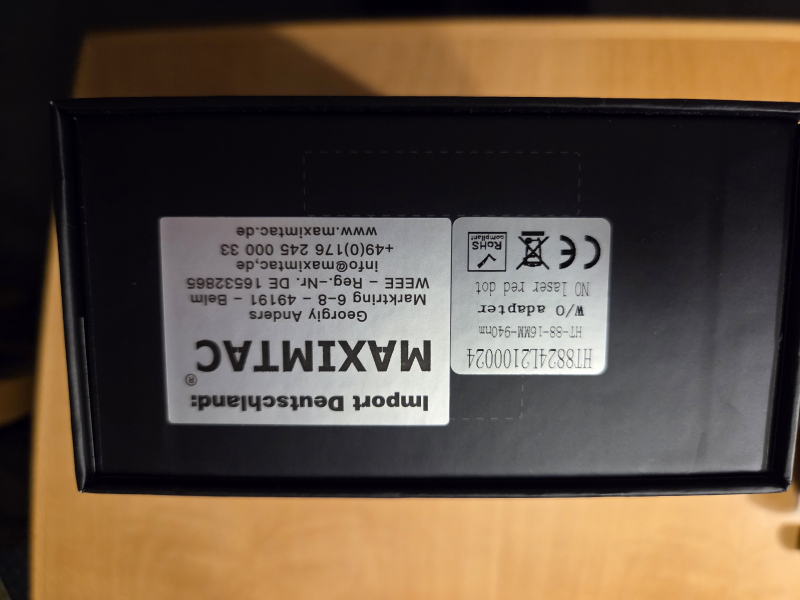 Import Deutschland:
MAXIMTAC®
Georgiy Anders
Marktring 6-8 - 49191 - Belm
WEEE - Reg.-Nr. DE 16532865
info@maximtac,de
+49(0)176 245 000 33
www.maximtac.de
HT8824L2100024
HT-88-16MM-940nm
W/O adapter
NO laser red dot
CE
RoHS
compliant